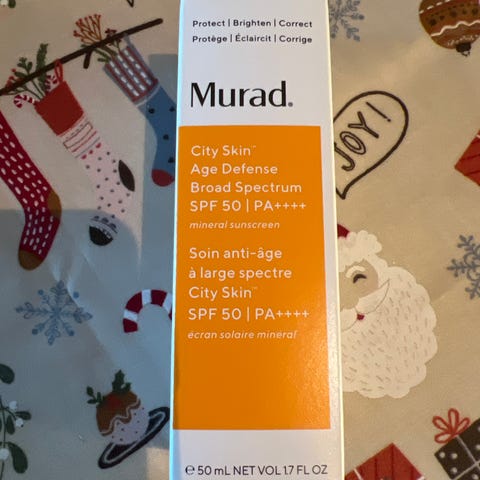 Protect | Brighten | Correct
Protège | Éclaircit | Corrige
Murad.
City Skin™
Age Defense
Broad Spectrum
SPF 50 | PA++++
mineral sunscreen
Soin anti-âge
à large spectre
City Skin™
SPF 50 | PA++++
écran solaire minéral
℮ 50 mL NET VOL 1.7 FL OZ
JOY!